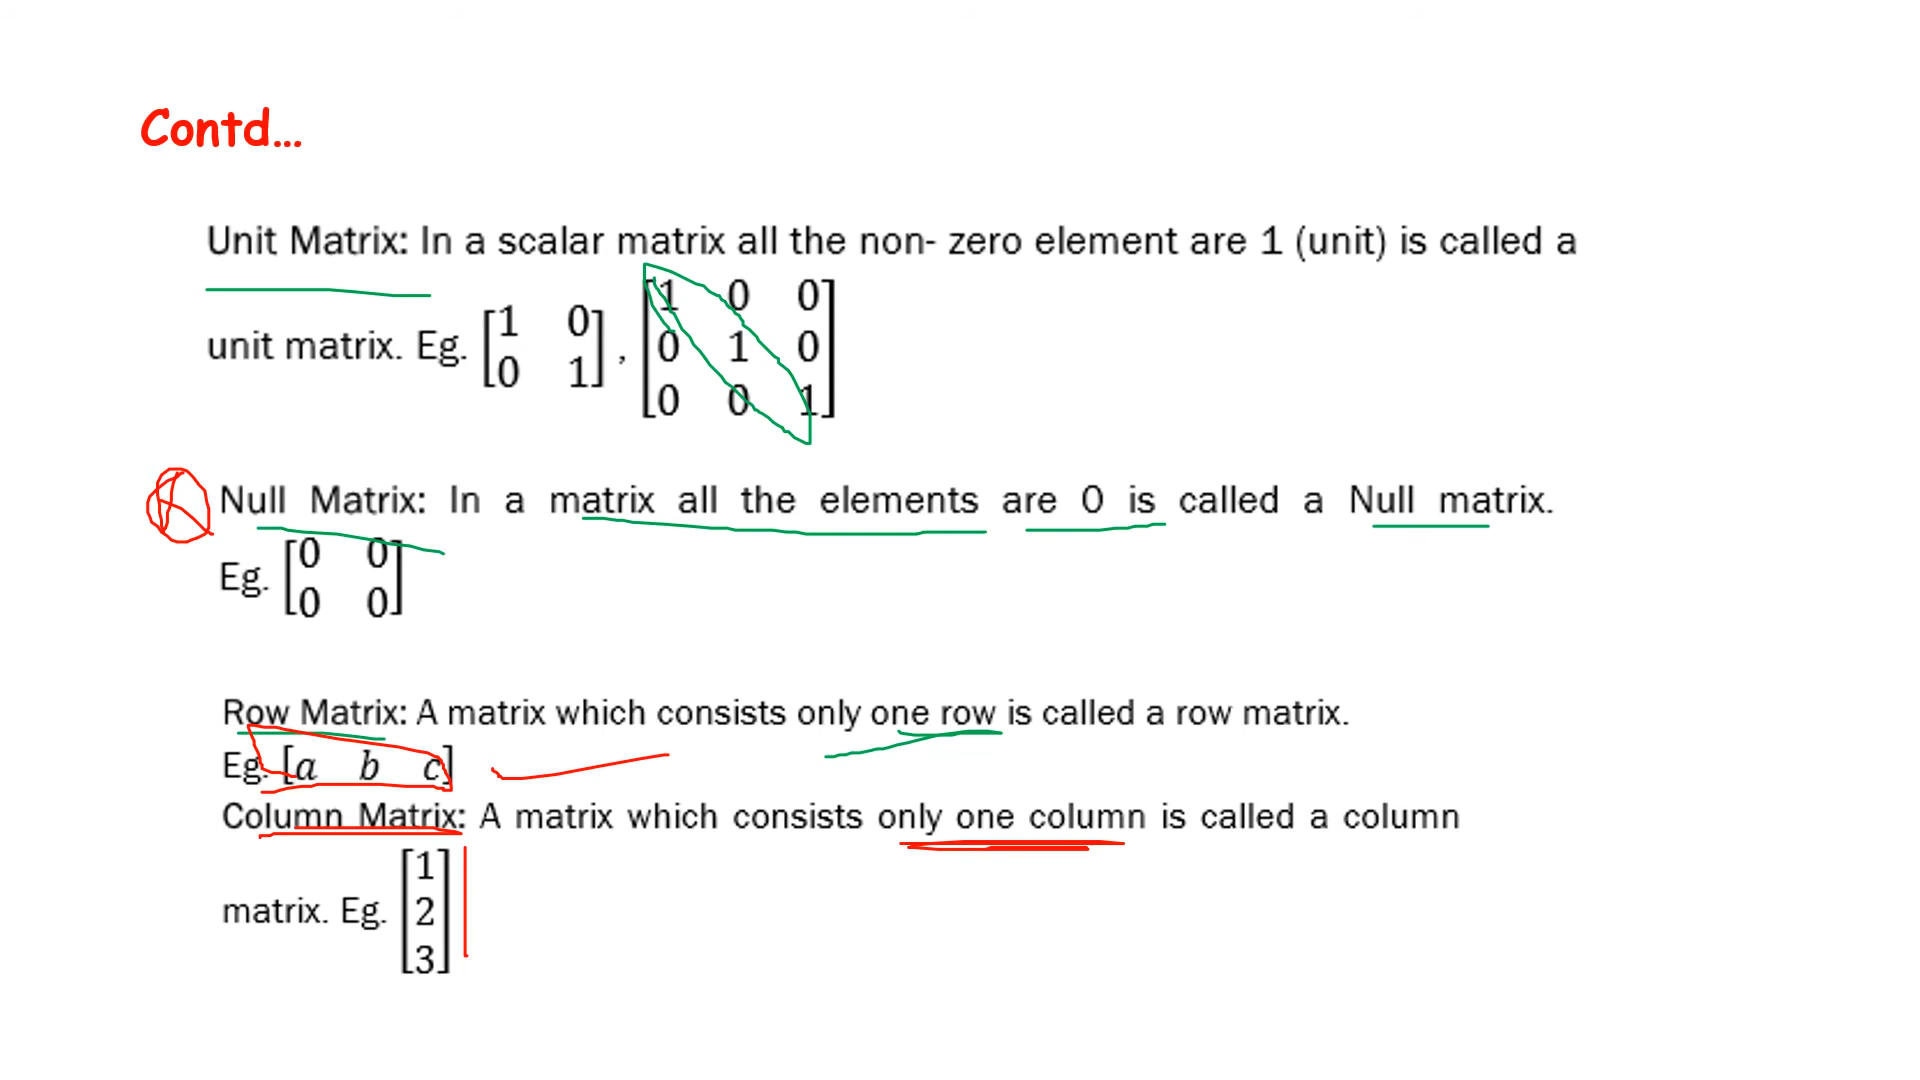 Contd...
Unit Matrix: In a scalar matrix all the non- zero element are 1 (unit) is called a
unit matrix. Eg. [1 0
0 1], [1 0 0
0 1 0
0 0 1]
Null Matrix: In a matrix all the elements are 0 is called a Null matrix.
Eg. [0 0
0 0]
Row Matrix: A matrix which consists only one row is called a row matrix.
Eg. [a b c]
Column Matrix: A matrix which consists only one column is called a column
matrix. Eg. [1
2
3]